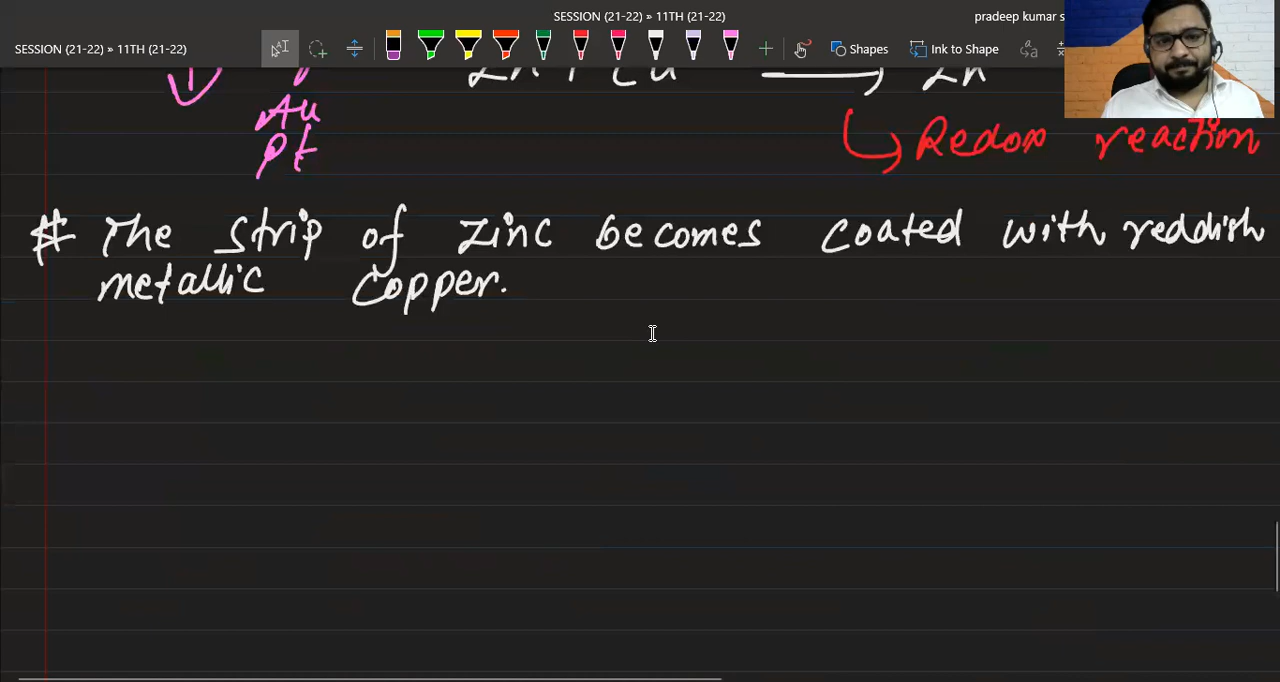 SESSION (21-22) » 11TH (21-22)
pradeep kumar s
SESSION (21-22) » 11TH (21-22)
Shapes
Ink to Shape
Au
Pt
Redox reaction
# The strip of zinc becomes coated with reddish
metallic copper.